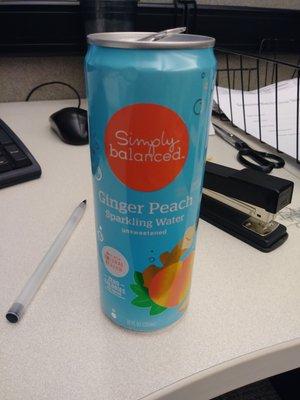 Simply
balanced
Ginger Peach
Sparkling Water
unsweetened